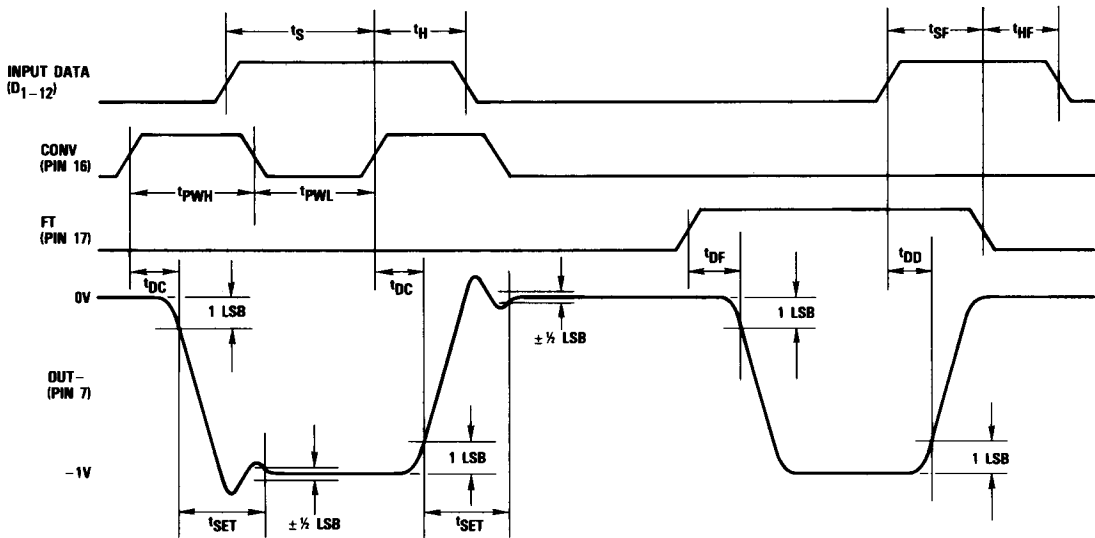 tS
tH
tSF
tHF
INPUT DATA
(D1–12)
CONV
(PIN 16)
tPWH
tPWL
FT
(PIN 17)
tDC
tDC
tDF
tDD
0V
1 LSB
± ½ LSB
1 LSB
OUT–
(PIN 7)
1 LSB
1 LSB
–1V
tSET
± ½ LSB
tSET